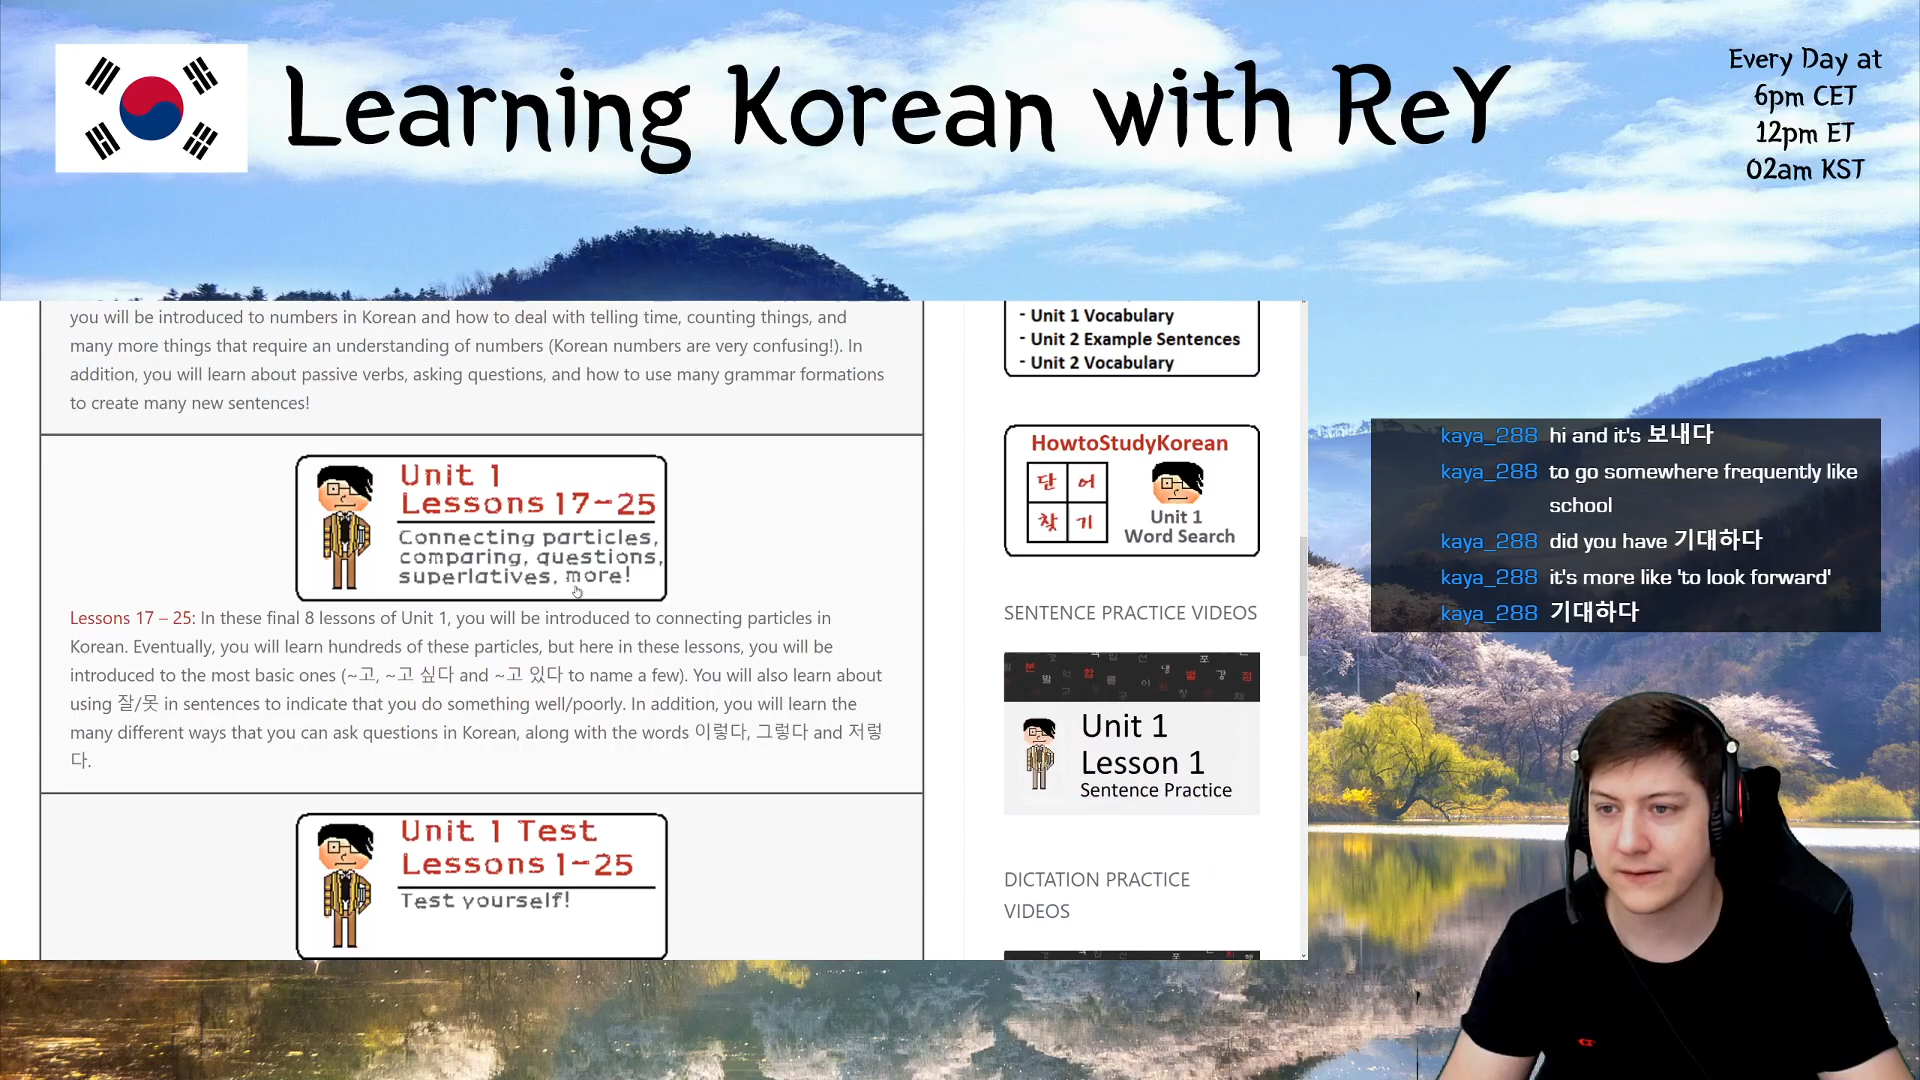 Learning Korean with ReY
Every Day at
6pm CET
12pm ET
02am KST
you will be introduced to numbers in Korean and how to deal with telling time, counting things, and
many more things that require an understanding of numbers (Korean numbers are very confusing!). In
addition, you will learn about passive verbs, asking questions, and how to use many grammar formations
to create many new sentences!
Unit 1
Lessons 17-25
Connecting particles,
comparing, questions,
superlatives, more!
Lessons 17 – 25: In these final 8 lessons of Unit 1, you will be introduced to connecting particles in
Korean. Eventually, you will learn hundreds of these particles, but here in these lessons, you will be
introduced to the most basic ones (~고, ~고 싶다 and ~고 있다 to name a few). You will also learn about
using 잘/못 in sentences to indicate that you do something well/poorly. In addition, you will learn the
many different ways that you can ask questions in Korean, along with the words 이렇다, 그렇다 and 저렇
다.
Unit 1 Test
Lessons 1-25
Test yourself!
- Unit 1 Vocabulary
- Unit 2 Example Sentences
- Unit 2 Vocabulary
HowtoStudyKorean
단 어
찾 기
Unit 1
Word Search
SENTENCE PRACTICE VIDEOS
Unit 1
Lesson 1
Sentence Practice
DICTATION PRACTICE
VIDEOS
kaya_288 hi and it's 보내다
kaya_288 to go somewhere frequently like
school
kaya_288 did you have 기대하다
kaya_288 it's more like 'to look forward'
kaya_288 기대하다